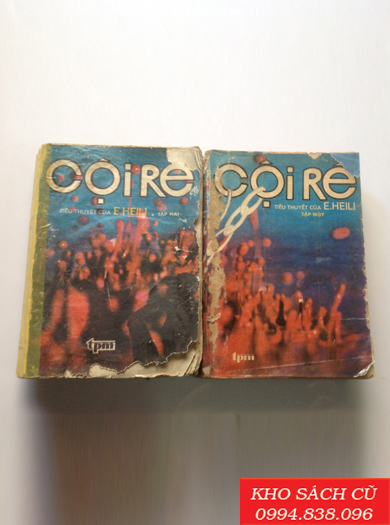 CỘI RỄ
TIỂU THUYẾT CỦA E.HEILI. TẬP HAI
tpm
CỘI RỄ
TIỂU THUYẾT CỦA E.HEILI
TẬP MỘT
tpm
KHO SÁCH CŨ
0994.838.096